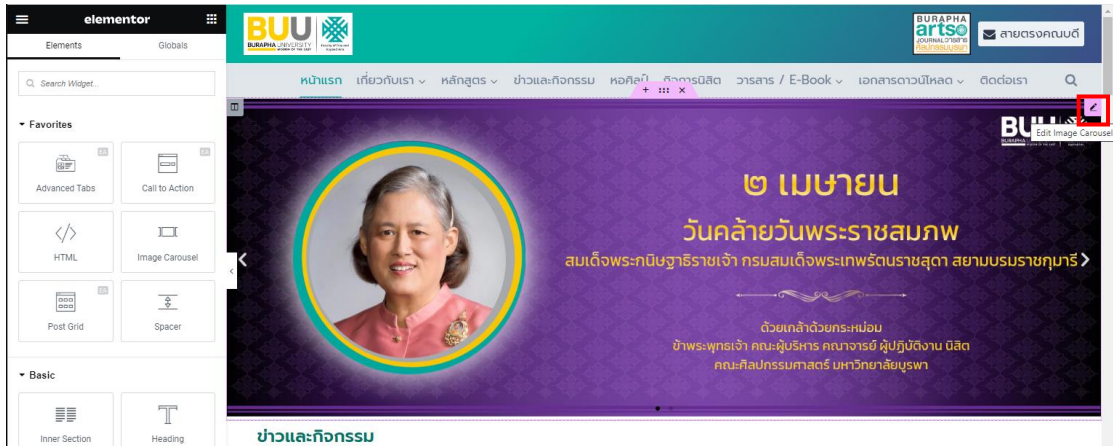 elementor
Elements
Globals
Search Widget...
Favorites
EA
Advanced Tabs
EA
Call to Action
</>
HTML
Image Carousel
EA
Post Grid
Spacer
Basic
Inner Section
Heading
BUU
BURAPHA UNIVERSITY
BURAPHA
artso
สายตรงคณบดี
หน้าแรก
เกี่ยวกับเรา
หลักสูตร
ข่าวและกิจกรรม
หอศิลป์
กิจการนิสิต
วารสาร / E-Book
เอกสารดาวน์โหลด
ติดต่อเรา
BUU
Edit Image Carousel
๒ เมษายน
วันคล้ายวันพระราชสมภพ
สมเด็จพระกนิษฐาธิราชเจ้า กรมสมเด็จพระเทพรัตนราชสุดา สยามบรมราชกุมารี
ด้วยเกล้าด้วยกระหม่อม
ข้าพระพุทธเจ้า คณะผู้บริหาร คณาจารย์ ผู้ปฏิบัติงาน นิสิต
คณะศิลปกรรมศาสตร์ มหาวิทยาลัยบูรพา
ข่าวและกิจกรรม